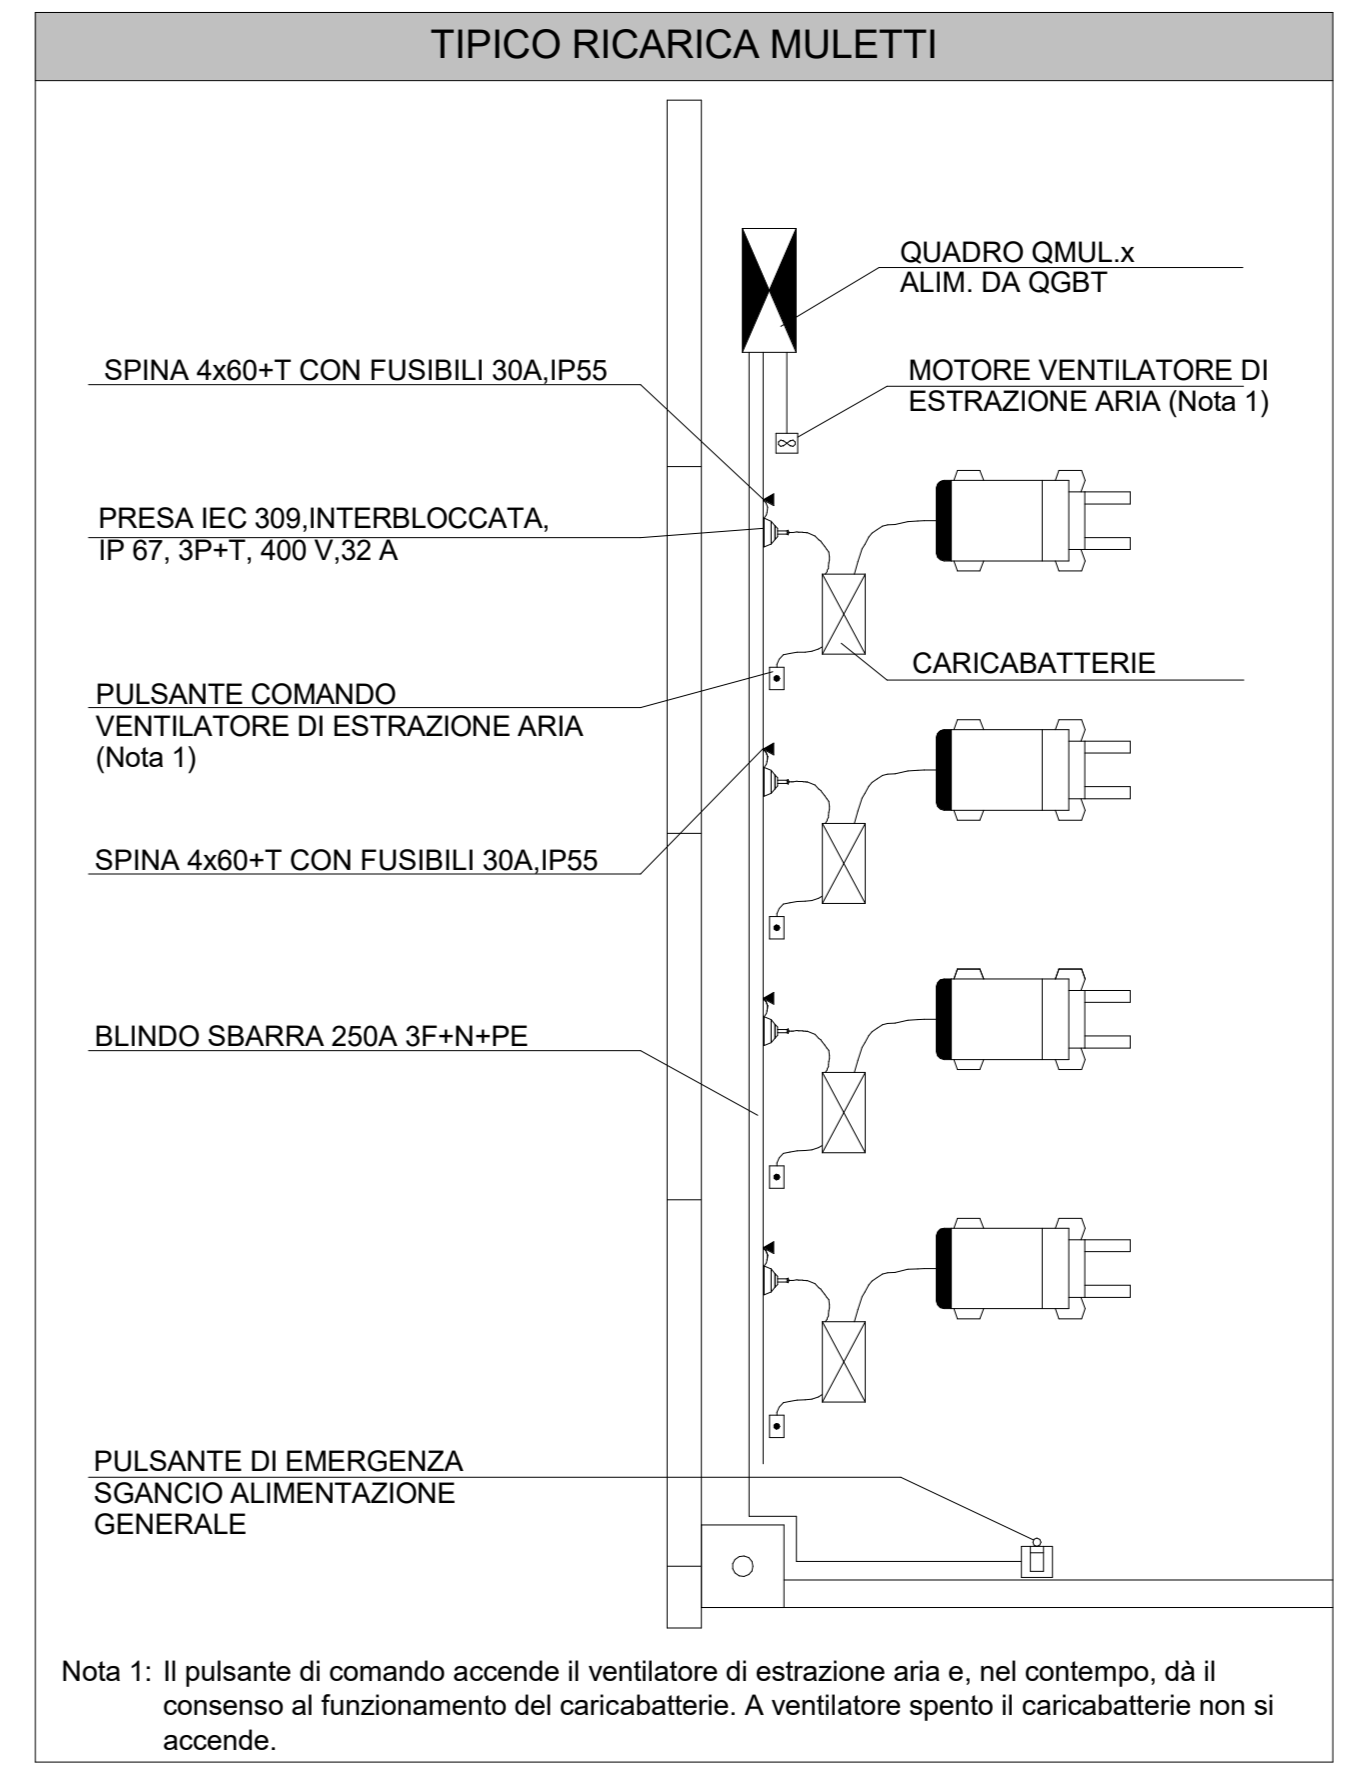 TIPICO RICARICA MULETTI
QUADRO QMUL.x
ALIM. DA QGBT
SPINA 4x60+T CON FUSIBILI 30A,IP55
MOTORE VENTILATORE DI
ESTRAZIONE ARIA (Nota 1)
PRESA IEC 309,INTERBLOCCATA,
IP 67, 3P+T, 400 V,32 A
CARICABATTERIE
PULSANTE COMANDO
VENTILATORE DI ESTRAZIONE ARIA
(Nota 1)
SPINA 4x60+T CON FUSIBILI 30A,IP55
BLINDO SBARRA 250A 3F+N+PE
PULSANTE DI EMERGENZA
SGANCIO ALIMENTAZIONE
GENERALE
Nota 1: Il pulsante di comando accende il ventilatore di estrazione aria e, nel contempo, dà il
consenso al funzionamento del caricabatterie. A ventilatore spento il caricabatterie non si
accende.